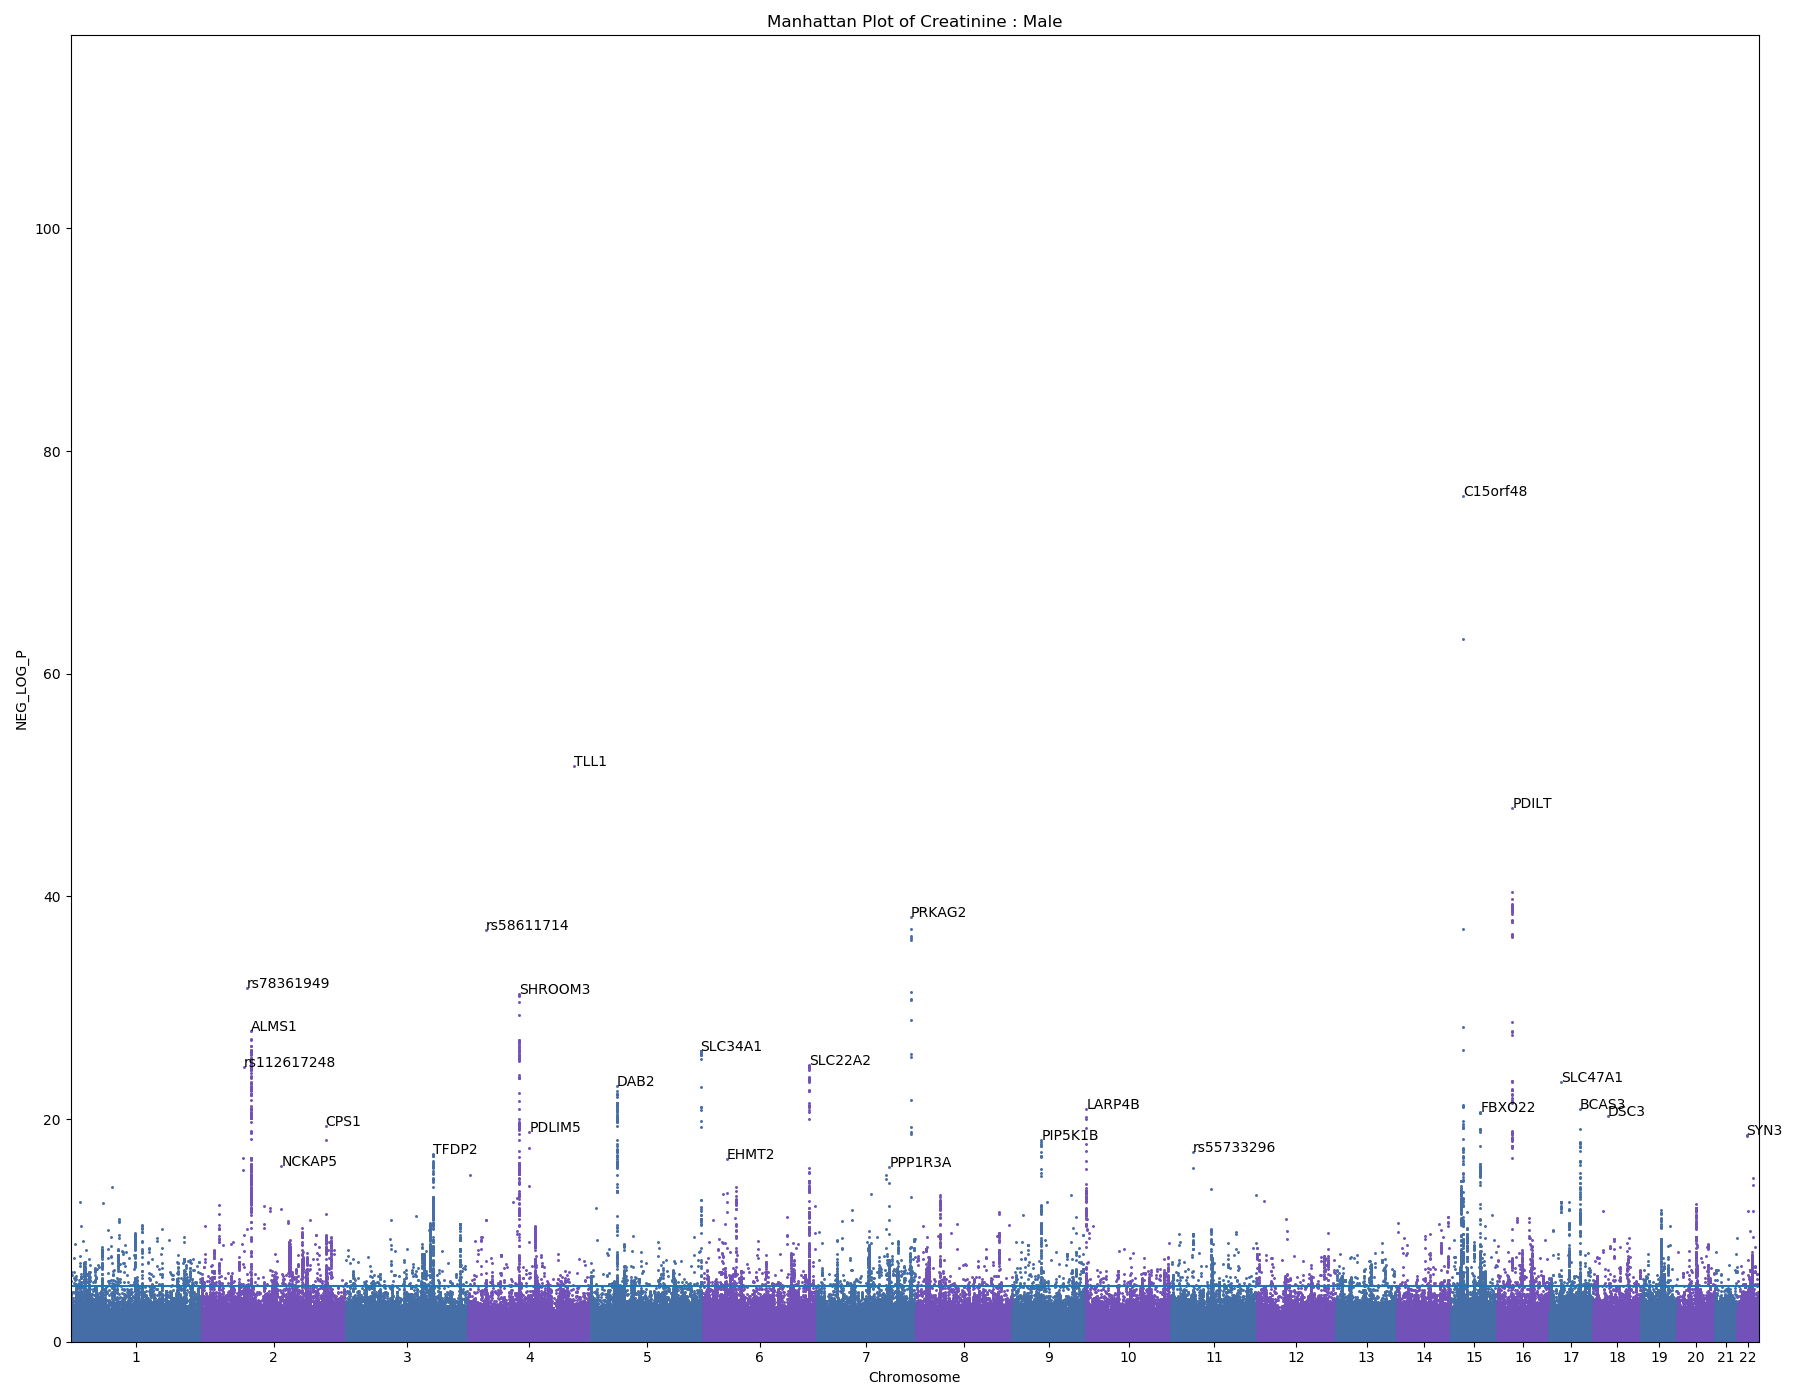 Manhattan Plot of Creatinine : Male
NEG_LOG_P
100
80
60
40
20
0
C15orf48
TLL1
PDILT
PRKAG2
rs58611714
rs78361949
SHROOM3
ALMS1
SLC34A1
rs112617248
SLC22A2
SLC47A1
DAB2
LARP4B
BCAS3
FBXO22
DSC3
CPS1
PDLIM5
SYN3
PIP5K1B
TFDP2
rs55733296
EHMT2
NCKAP5
PPP1R3A
1 2 3 4 5 6 7 8 9 10 11 12 13 14 15 16 17 18 19 20 21 22
Chromosome